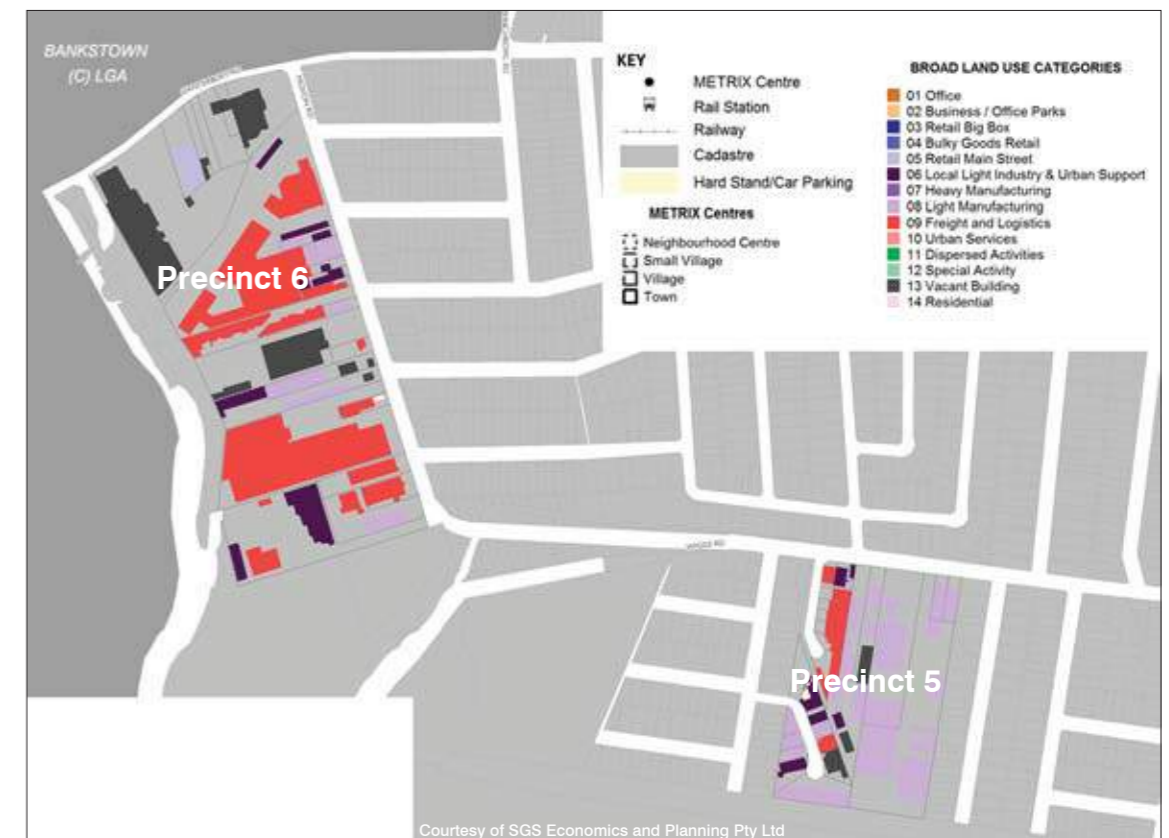 BANKSTOWN
(C) LGA
KEY
METRIX Centre
Rail Station
Railway
Cadastre
Hard Stand/Car Parking
METRIX Centres
Neighbourhood Centre
Small Village
Village
Town
BROAD LAND USE CATEGORIES
01 Office
02 Business / Office Parks
03 Retail Big Box
04 Bulky Goods Retail
05 Retail Main Street
06 Local Light Industry & Urban Support
07 Heavy Manufacturing
08 Light Manufacturing
09 Freight and Logistics
10 Urban Services
11 Dispersed Activities
12 Special Activity
13 Vacant Building
14 Residential
Precinct 6
Precinct 5
Courtesy of SGS Economics and Planning Pty Ltd